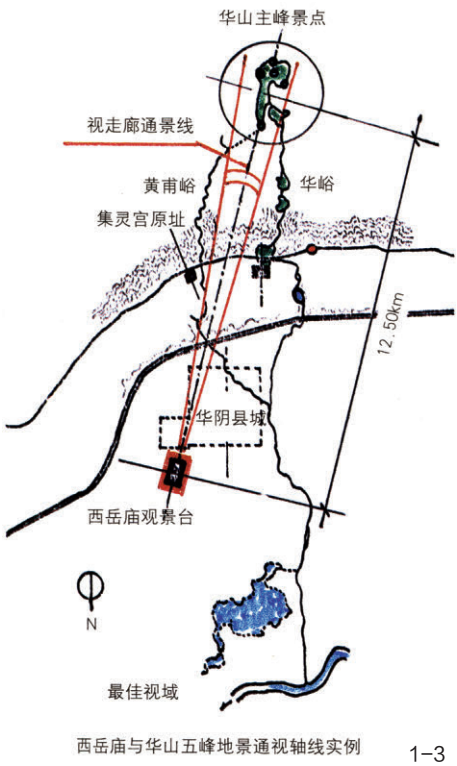 华山主峰景点
视走廊通景线
黄甫峪
华峪
集灵宫原址
12.50km
华阴县城
西岳庙观景台
N
最佳视域
西岳庙与华山五峰地景通视轴线实例
1-3